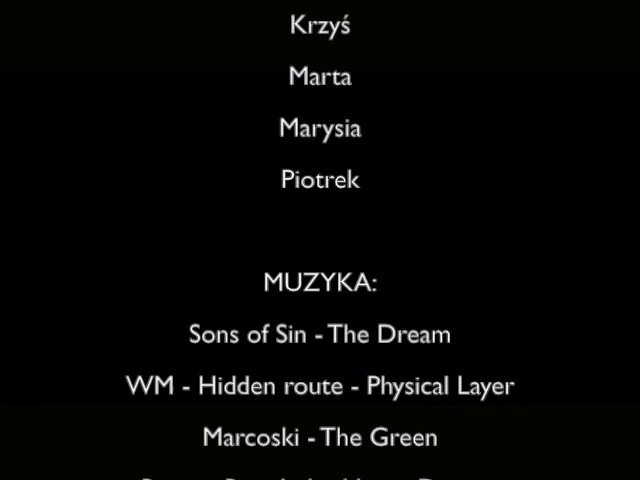 Krzyś
Marta
Marysia
Piotrek
MUZYKA:
Sons of Sin - The Dream
WM - Hidden route - Physical Layer
Marcoski - The Green